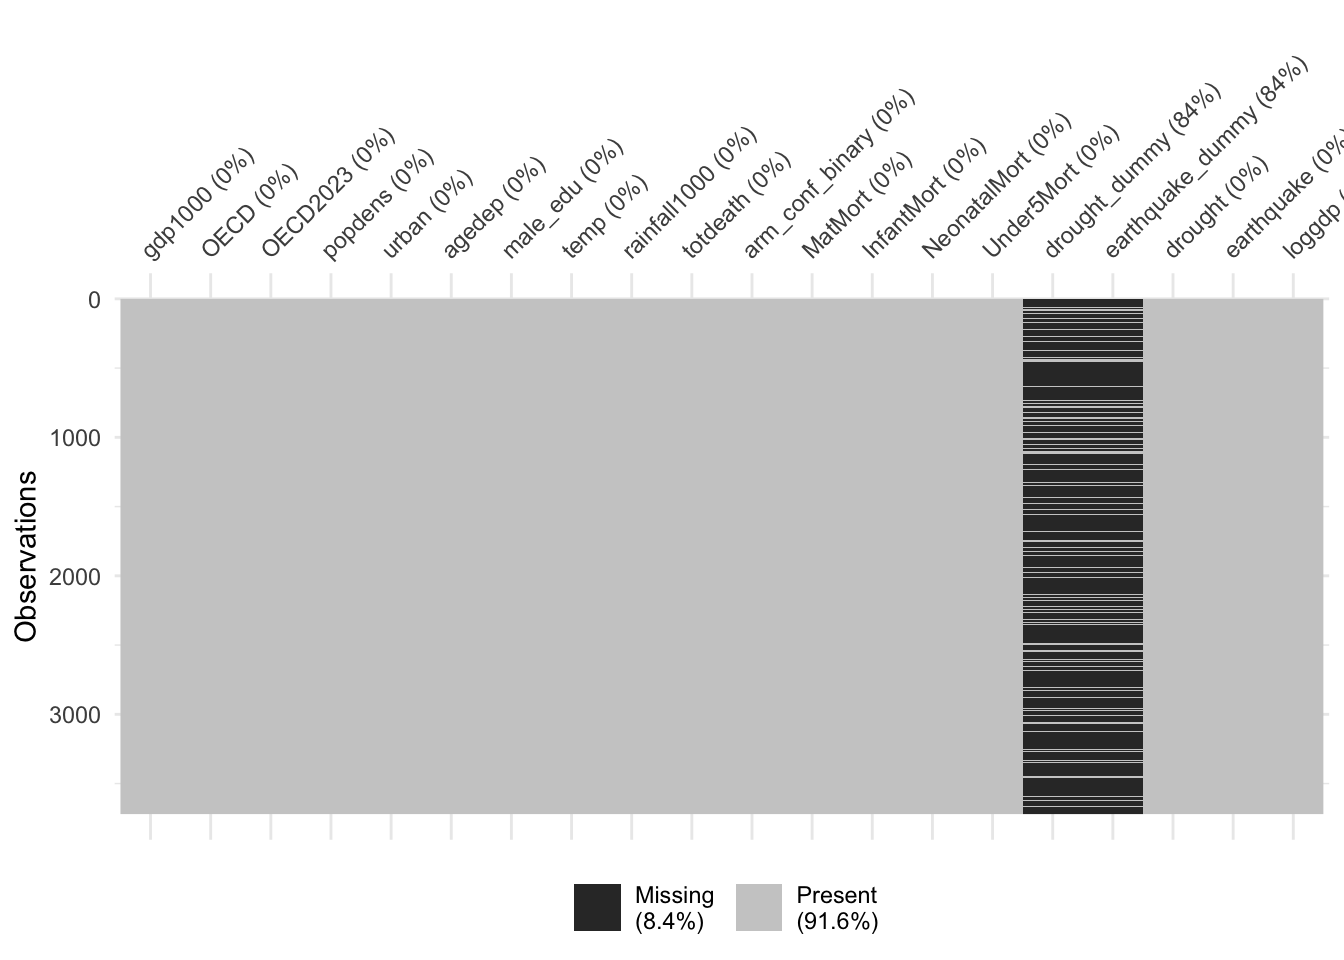 gdp1000 (0%)
OECD (0%)
OECD2023 (0%)
popdens (0%)
urban (0%)
agedep (0%)
male_edu (0%)
temp (0%)
rainfall1000 (0%)
totdeath (0%)
arm_conf_binary (0%)
MatMort (0%)
InfantMort (0%)
NeonatalMort (0%)
Under5Mort (0%)
drought_dummy (84%)
earthquake_dummy (84%)
drought (0%)
earthquake (0%
loggdp (
0
1000
2000
3000
Observations
Missing
(8.4%)
Present
(91.6%)